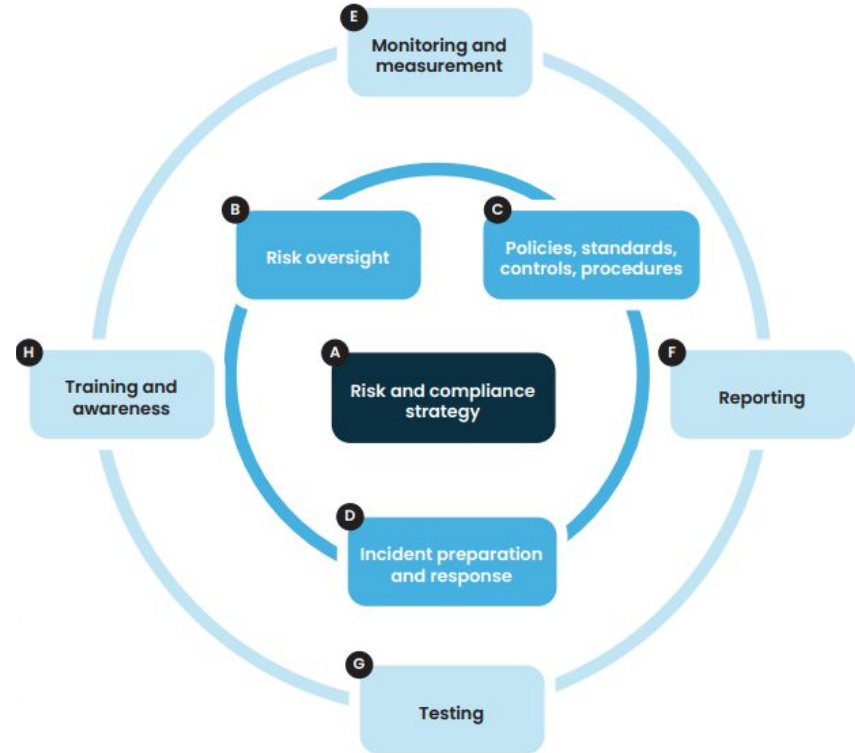 E
Monitoring and
measurement
B
Risk oversight
C
Policies, standards,
controls, procedures
H
Training and
awareness
A
Risk and compliance
strategy
F
Reporting
D
Incident preparation
and response
G
Testing